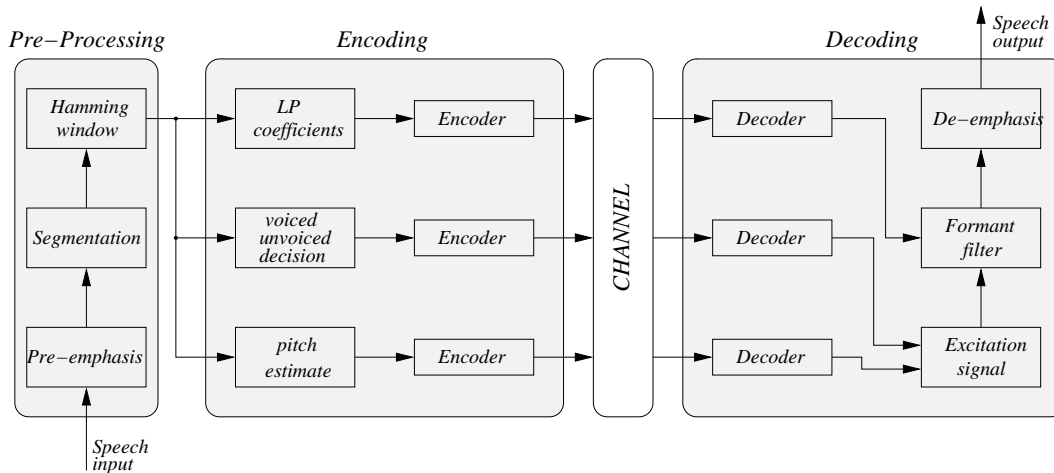 Pre-Processing
Encoding
Decoding
Speech
output
Hamming
window
Segmentation
Pre-emphasis
Speech
input
LP
coefficients
Encoder
voiced
unvoiced
decision
Encoder
pitch
estimate
Encoder
CHANNEL
Decoder
Decoder
Decoder
De-emphasis
Formant
filter
Excitation
signal